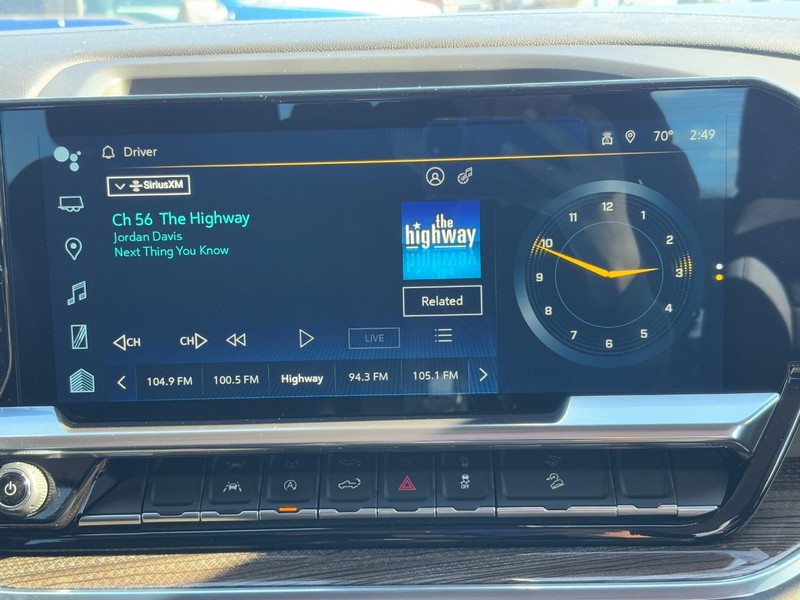 Driver
70° 2:49
SiriusXM
Ch 56 The Highway
Jordan Davis
Next Thing You Know
the
highway
Related
12
11 1
10 2
9 3
8 4
7 5
6
CH CH LIVE
104.9 FM 100.5 FM Highway 94.3 FM 105.1 FM
A
OFF